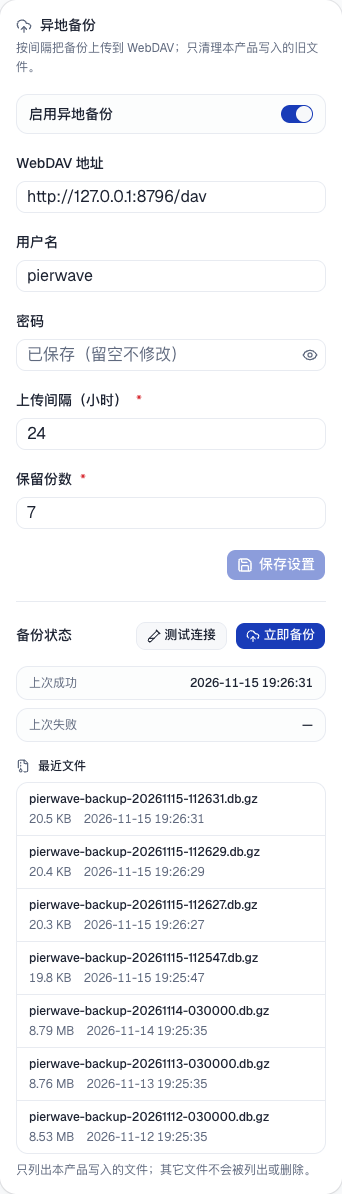 异地备份
按间隔把备份上传到 WebDAV；只清理本产品写入的旧文
件。
启用异地备份
WebDAV 地址
http://127.0.0.1:8796/dav
用户名
pierwave
密码
已保存（留空不修改）
上传间隔（小时） *
24
保留份数 *
7
保存设置
备份状态
测试连接
立即备份
上次成功 2026-11-15 19:26:31
上次失败 —
最近文件
pierwave-backup-20261115-112631.db.gz
20.5 KB 2026-11-15 19:26:31
pierwave-backup-20261115-112629.db.gz
20.4 KB 2026-11-15 19:26:29
pierwave-backup-20261115-112627.db.gz
20.3 KB 2026-11-15 19:26:27
pierwave-backup-20261115-112547.db.gz
19.8 KB 2026-11-15 19:25:47
pierwave-backup-20261114-030000.db.gz
8.79 MB 2026-11-14 19:25:35
pierwave-backup-20261113-030000.db.gz
8.76 MB 2026-11-13 19:25:35
pierwave-backup-20261112-030000.db.gz
8.53 MB 2026-11-12 19:25:35
只列出本产品写入的文件；其它文件不会被列出或删除。